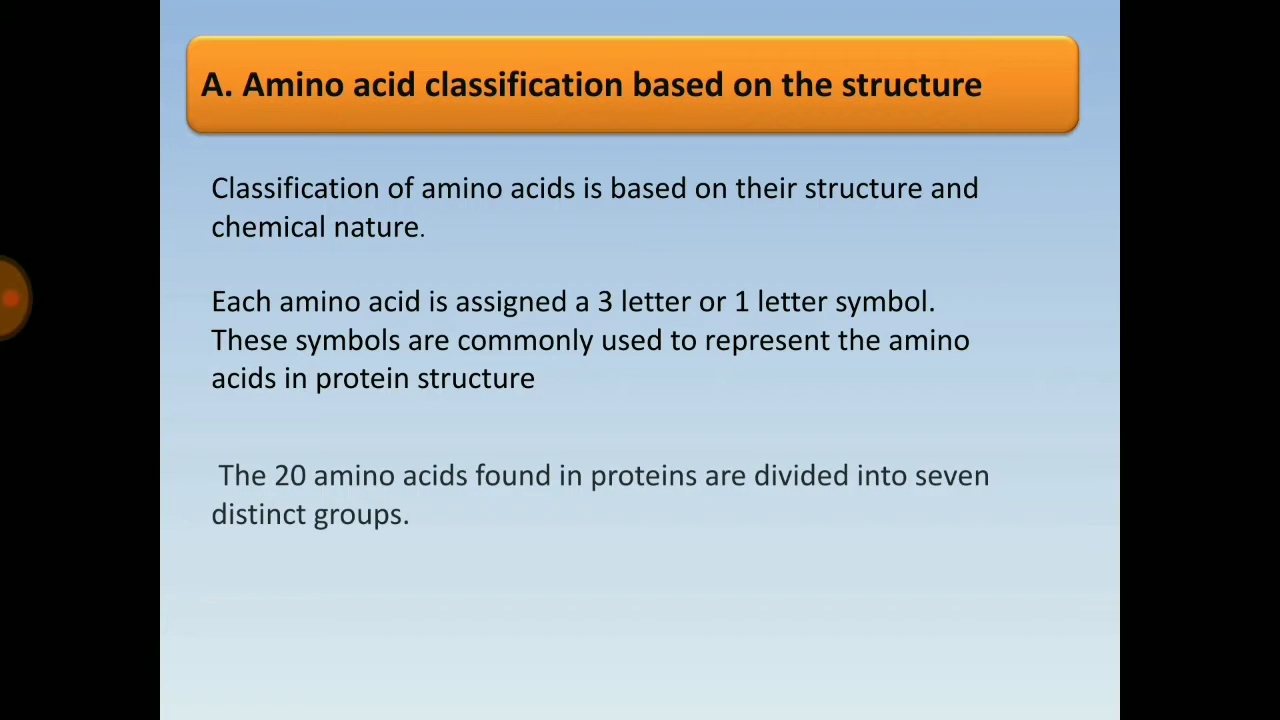 A. Amino acid classification based on the structure
Classification of amino acids is based on their structure and
chemical nature.
Each amino acid is assigned a 3 letter or 1 letter symbol.
These symbols are commonly used to represent the amino
acids in protein structure
The 20 amino acids found in proteins are divided into seven
distinct groups.